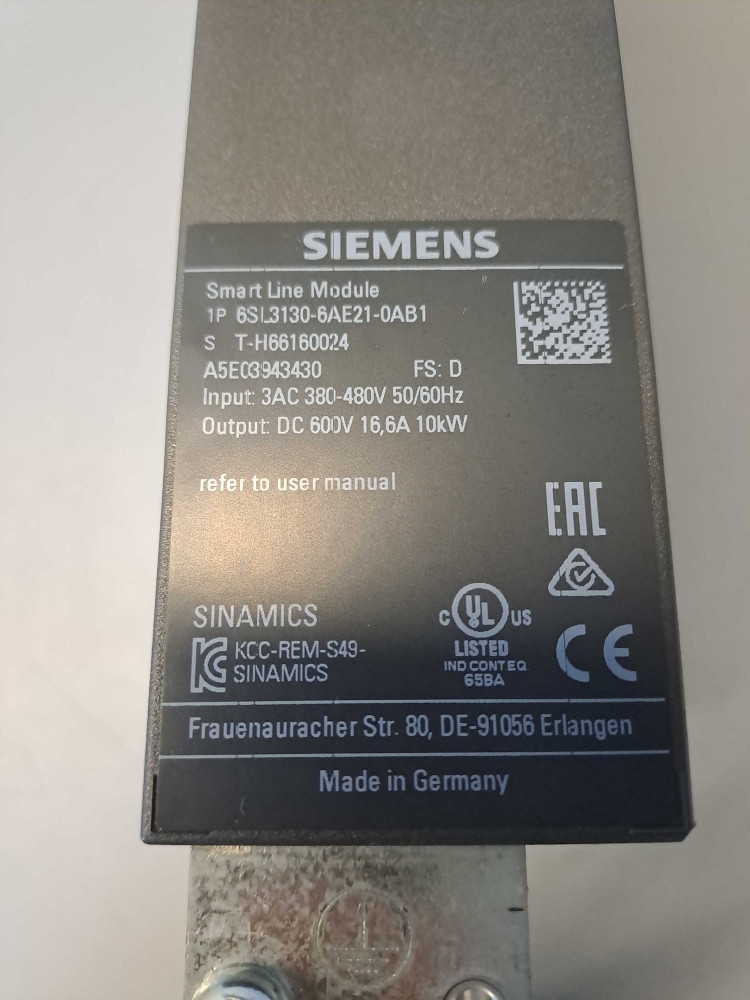 SIEMENS
Smart Line Module
1P 6SL3130-6AE21-0AB1
S T-H66160024
A5E03943430 FS: D
Input: 3AC 380-480V 50/60Hz
Output: DC 600V 16,6A 10kW
refer to user manual
EAC
SINAMICS
KCC-REM-S49-
SINAMICS
C UL US
LISTED
IND CONT EQ
65BA
CE
Frauenauracher Str. 80, DE-91056 Erlangen
Made in Germany